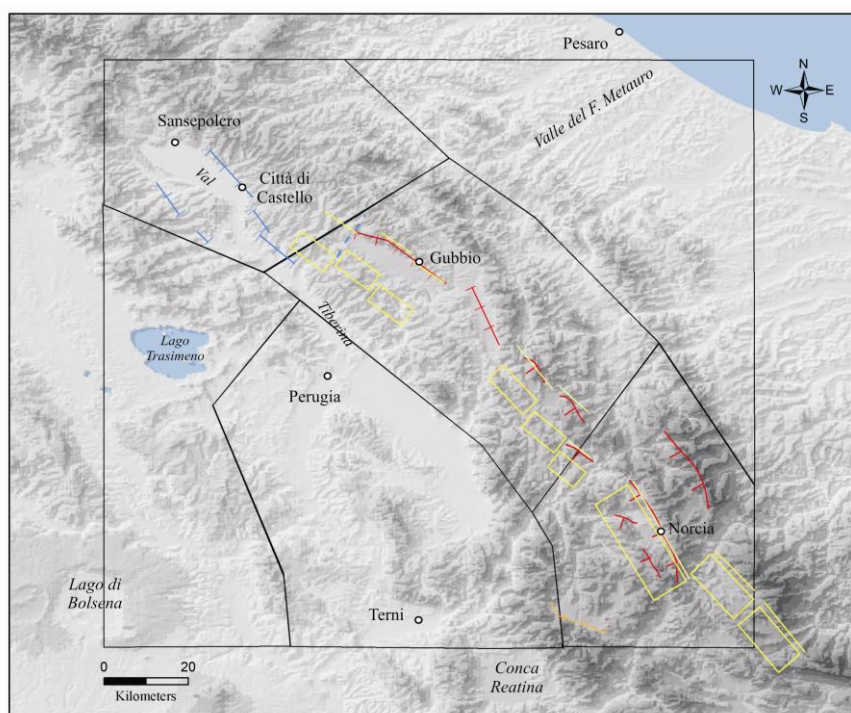 Pesaro
N
W E
S
Valle del F. Metauro
Sansepolcro
Val
Città di
Castello
Gubbio
Tiberina
Lago
Trasimeno
Perugia
Norcia
Lago di
Bolsena
Terni
Conca
Reatina
0 20
Kilometers